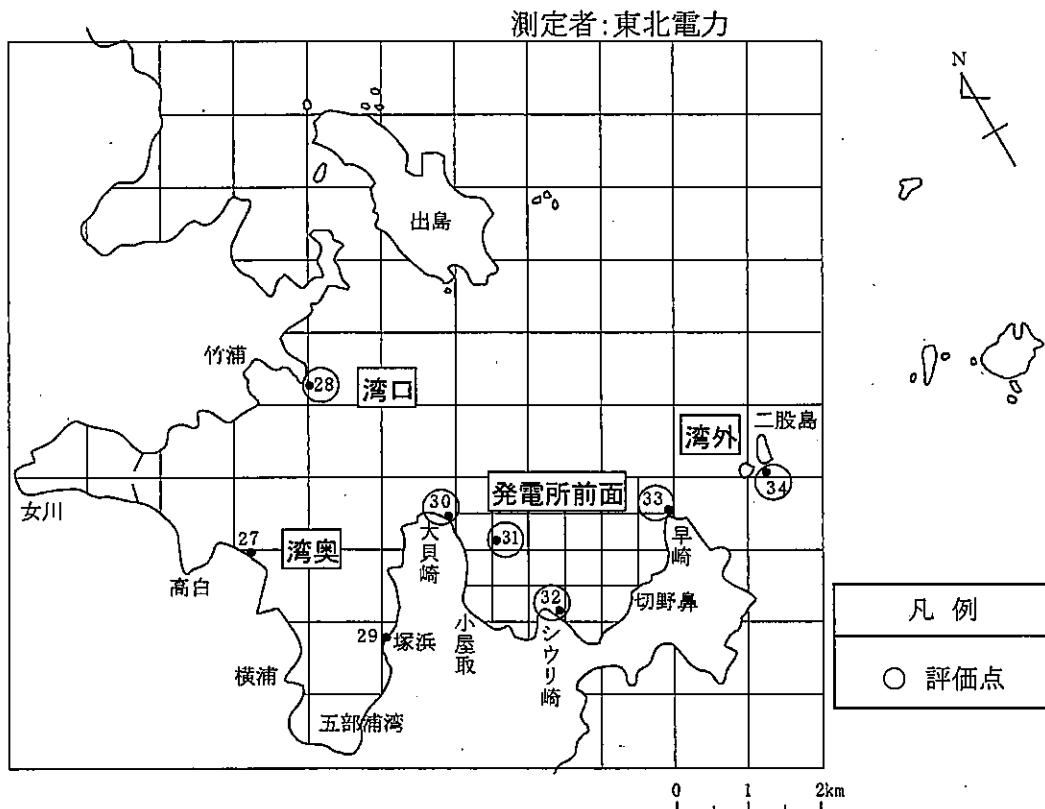 測定者:東北電力
N
出島
竹浦
28
湾口
湾外
二股島
34
女川
発電所前面
30
33
31
大貝崎
早崎
27
湾奥
高白
32
切野鼻
凡例
29
塚浜
小屋取
シウリ崎
横浦
○ 評価点
五部浦湾
0 1 2km